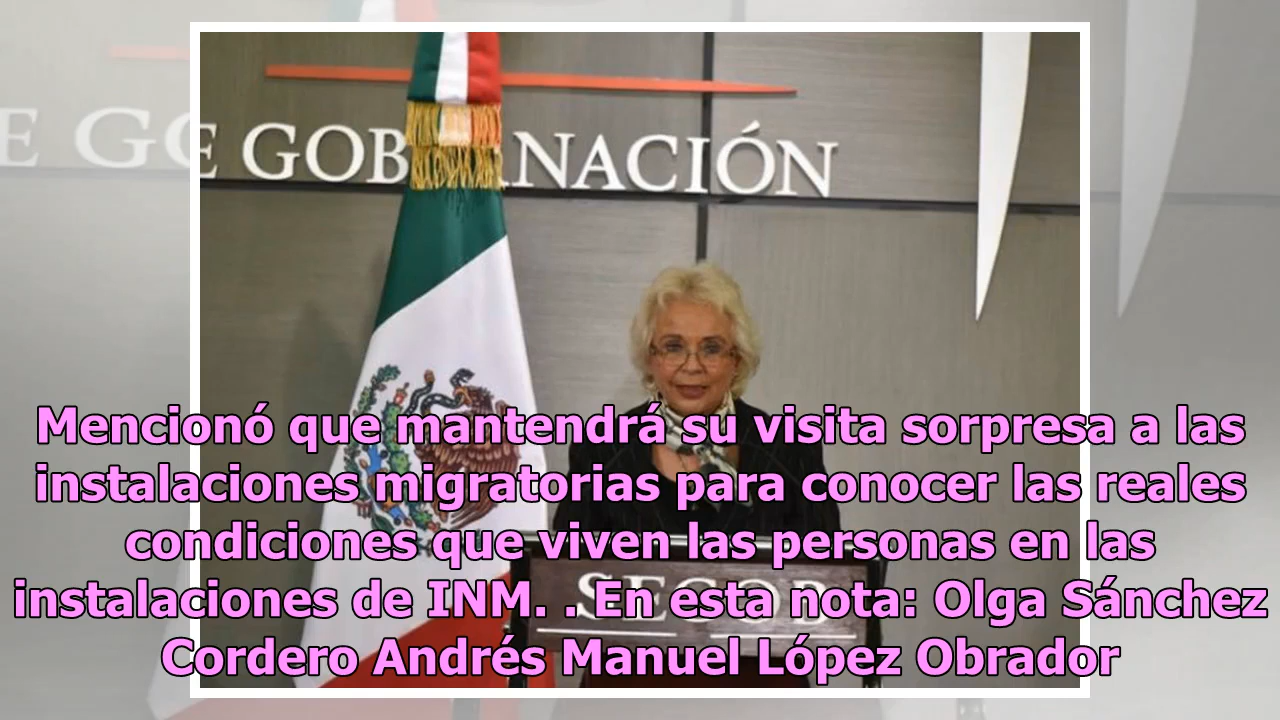 E GOBERNACIÓN
Mencionó que mantendrá su visita sorpresa a las
instalaciones migratorias para conocer las reales
condiciones que viven las personas en las
instalaciones de INM. . En esta nota: Olga Sánchez
Cordero Andrés Manuel López Obrador
SEGOB